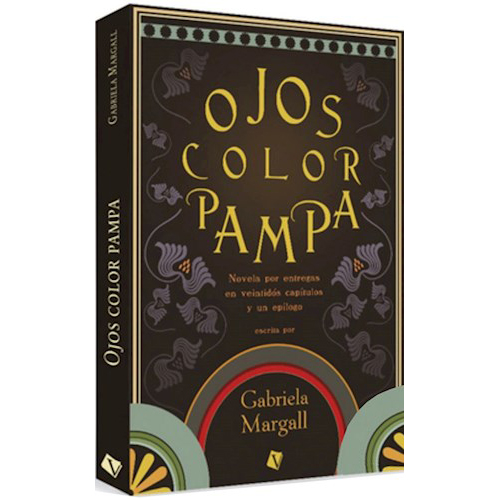 GABRIELA MARGALL
OJOS COLOR PAMPA
V
OJOS
COLOR
PAMPA
Novela por entregas
en veintidós capítulos
y un epílogo
escrita por
Gabriela
Margall
V